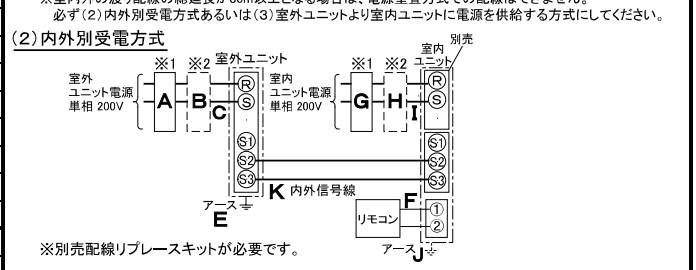 必ず(2)内外別受電方式あるいは(3)室外ユニットより室内ユニットに電源を供給する方式にしてください。
(2)内外別受電方式
※1 ※2 室外ユニット
室外
ユニット電源
単相 200V
A B C
R
S
S1
S2
S3
アース
E
※1 ※2
室内
ユニット
別売
室内
ユニット電源
単相 200V
G H I
R
S
S1
S2
S3
K 内外信号線
F
リモコン
①
②
アース J
※別売配線リプレースキットが必要です。